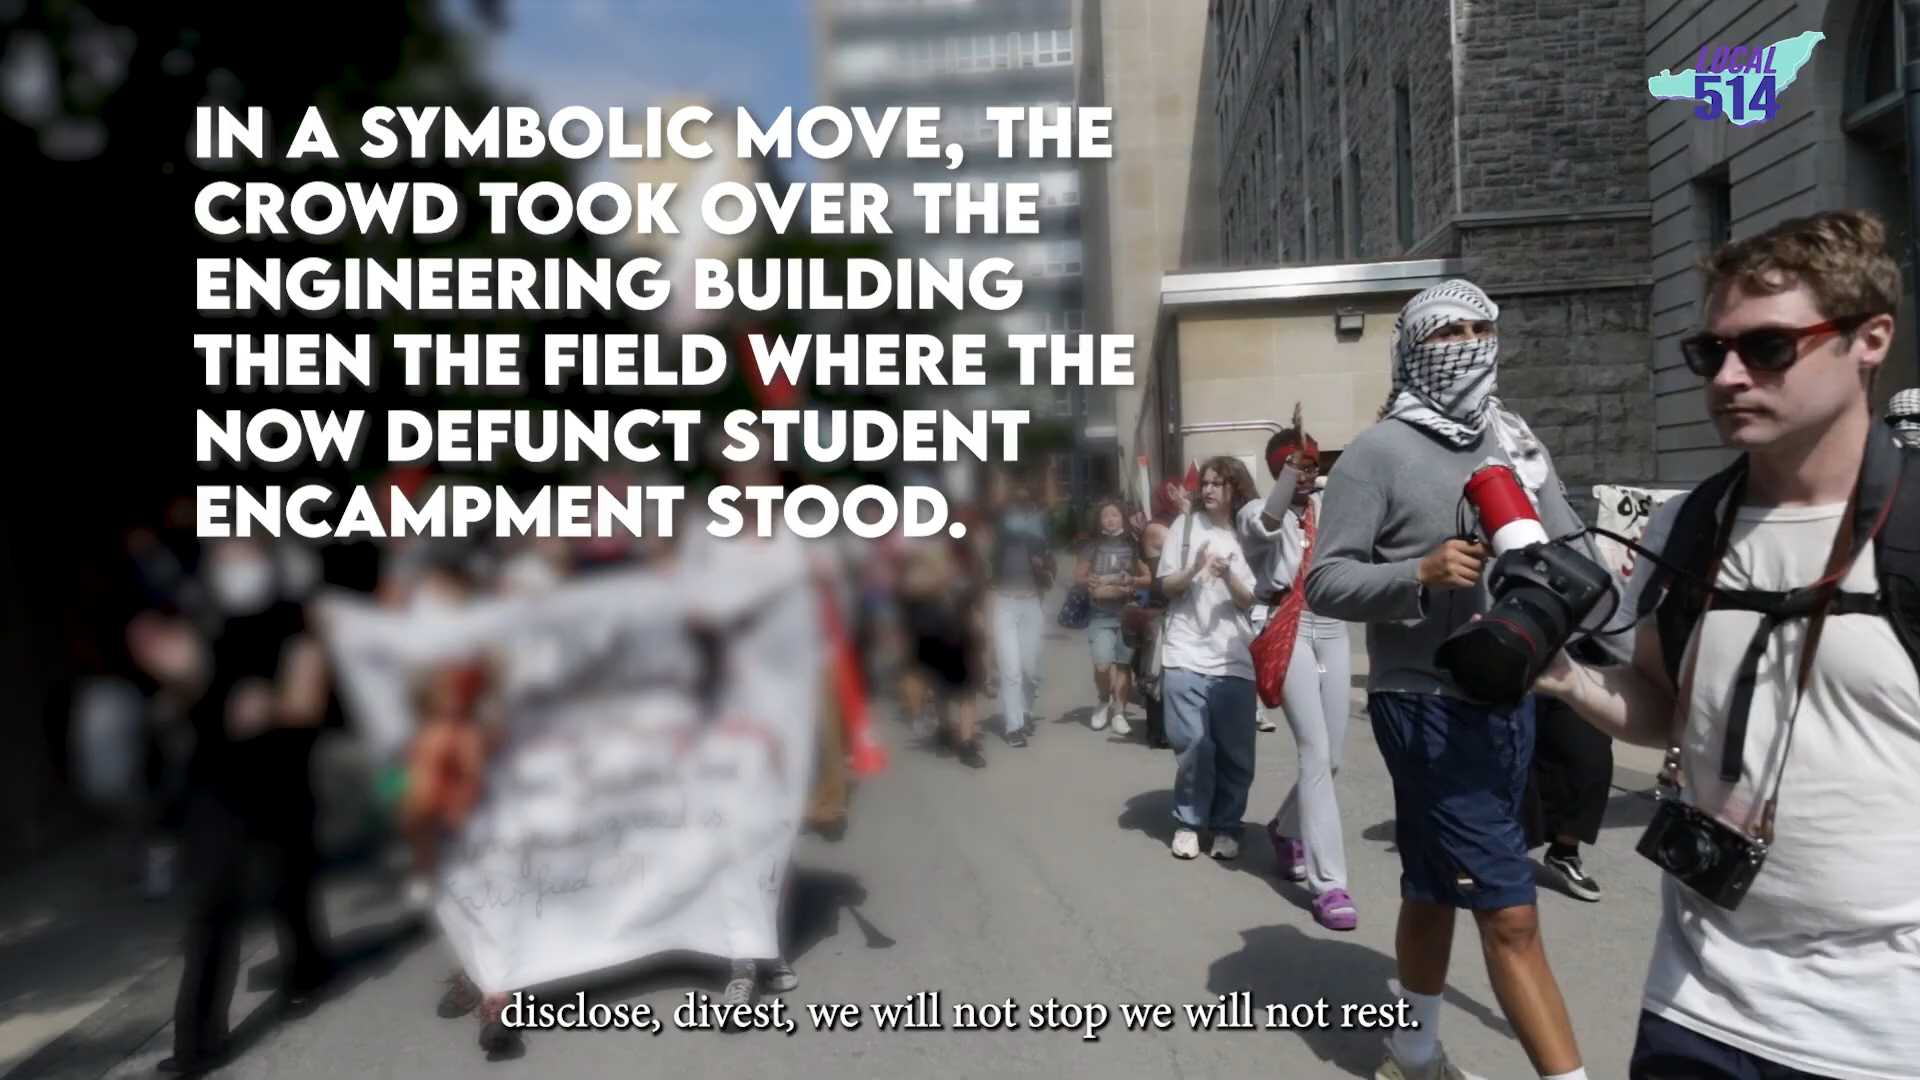 LOCAL
514
IN A SYMBOLIC MOVE, THE
CROWD TOOK OVER THE
ENGINEERING BUILDING
THEN THE FIELD WHERE THE
NOW DEFUNCT STUDENT
ENCAMPMENT STOOD.
disclose, divest, we will not stop we will not rest.